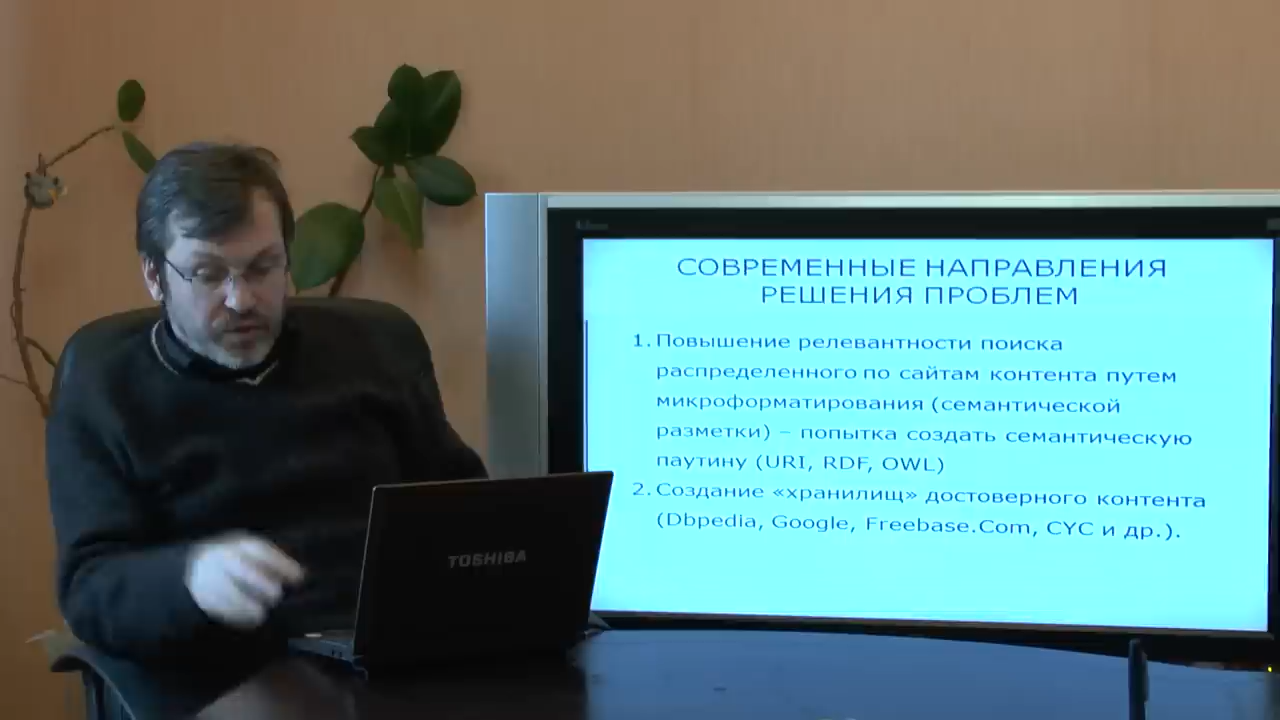 СОВРЕМЕННЫЕ НАПРАВЛЕНИЯ
РЕШЕНИЯ ПРОБЛЕМ
1. Повышение релевантности поиска
распределенного по сайтам контента путем
микроформатирования (семантической
разметки) – попытка создать семантическую
паутину (URI, RDF, OWL)
2. Создание «хранилищ» достоверного контента
(Dbpedia, Google, Freebase.Com, CYC и др.).
TOSHIBA